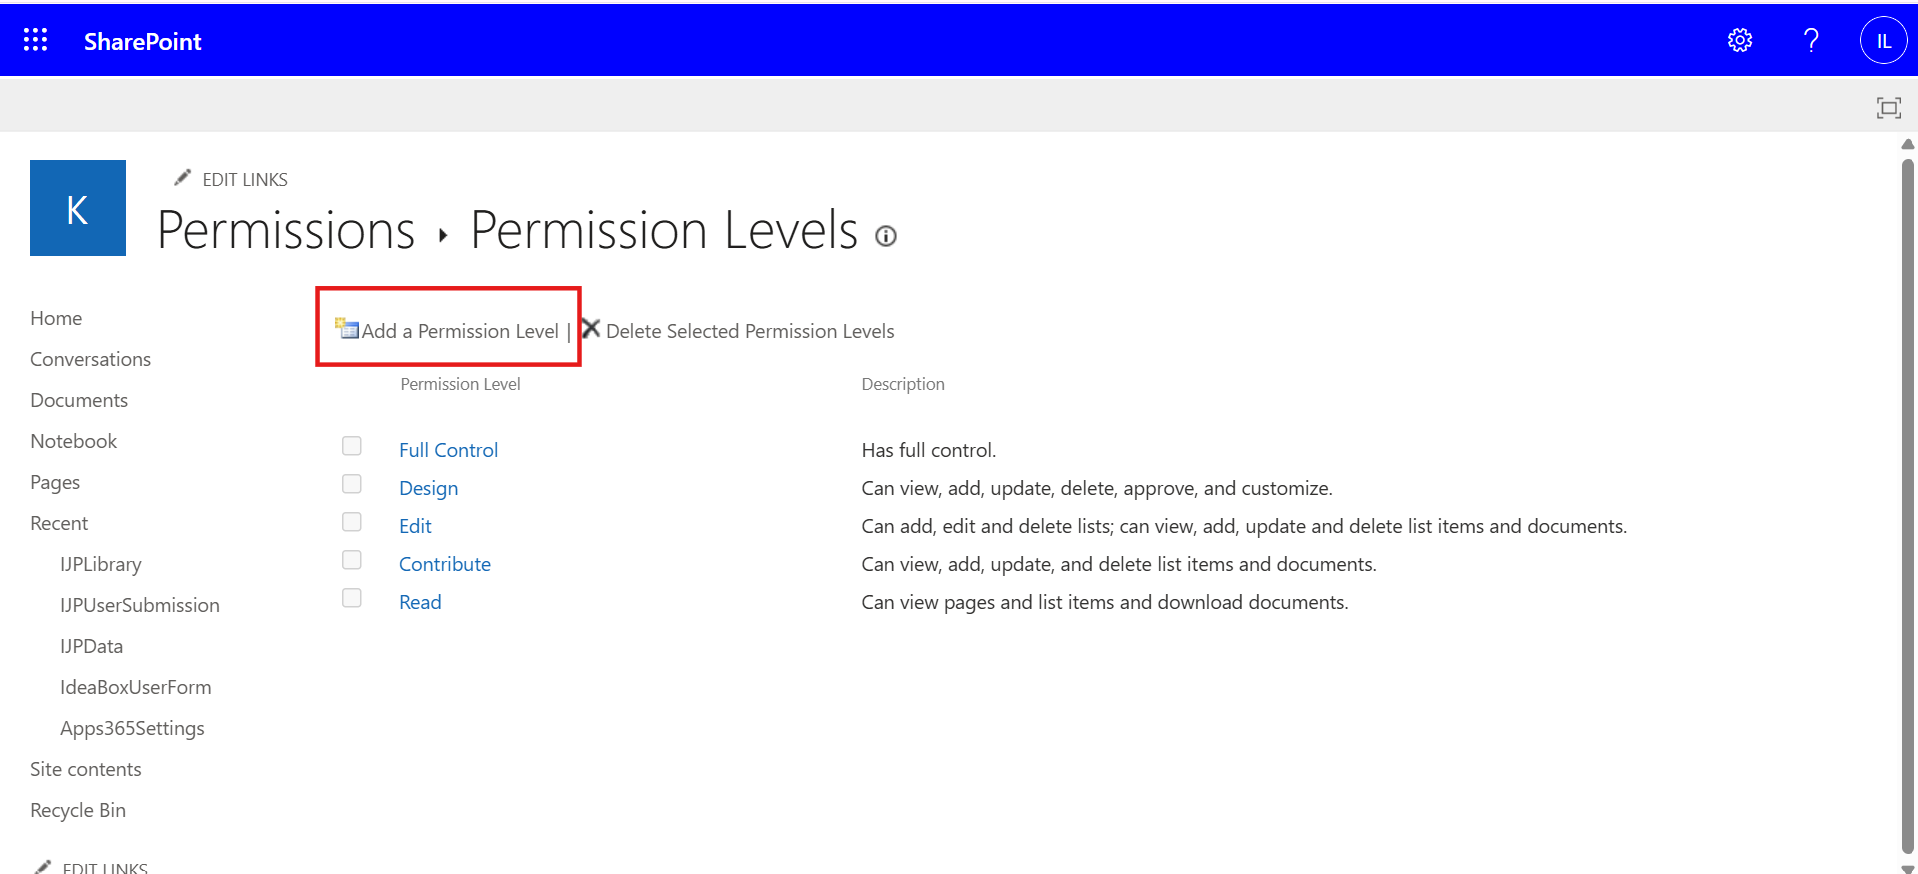 SharePoint
IL
EDIT LINKS
K
Permissions ▸ Permission Levels
Home
Conversations
Documents
Notebook
Pages
Recent
IJPLibrary
IJPUserSubmission
IJPData
IdeaBoxUserForm
Apps365Settings
Site contents
Recycle Bin
EDIT LINKS
Add a Permission Level | Delete Selected Permission Levels
Permission Level Description
Full Control Has full control.
Design Can view, add, update, delete, approve, and customize.
Edit Can add, edit and delete lists; can view, add, update and delete list items and documents.
Contribute Can view, add, update, and delete list items and documents.
Read Can view pages and list items and download documents.